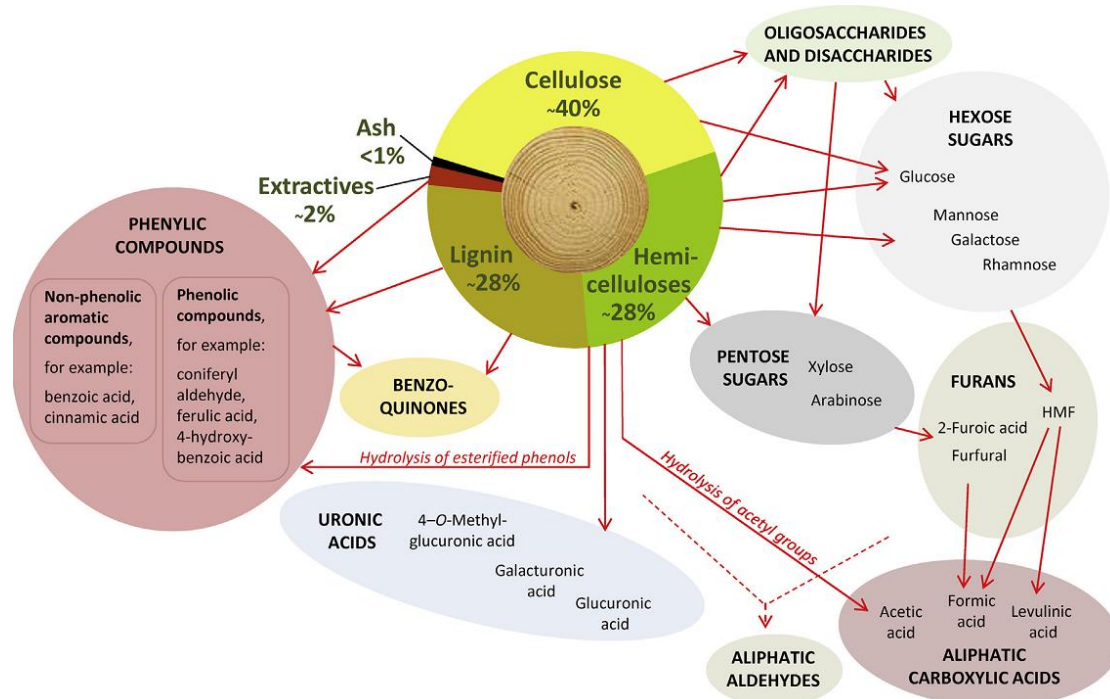 OLIGOSACCHARIDES
AND DISACCHARIDES
Cellulose
~40%
Ash
<1%
Extractives
~2%
Lignin
~28%
Hemi-
celluloses
~28%
HEXOSE
SUGARS
Glucose
Mannose
Galactose
Rhamnose
PHENYLIC
COMPOUNDS
Non-phenolic
aromatic
compounds,
for example:
benzoic acid,
cinnamic acid
Phenolic
compounds,
for example:
coniferyl
aldehyde,
ferulic acid,
4-hydroxy-
benzoic acid
BENZO-
QUINONES
PENTOSE
SUGARS
Xylose
Arabinose
FURANS
HMF
2-Furoic acid
Furfural
Hydrolysis of esterified phenols
Hydrolysis of acetyl groups
URONIC
ACIDS
4–O-Methyl-
glucuronic acid
Galacturonic
acid
Glucuronic
acid
ALIPHATIC
ALDEHYDES
Acetic
acid
Formic
acid
Levulinic
acid
ALIPHATIC
CARBOXYLIC ACIDS